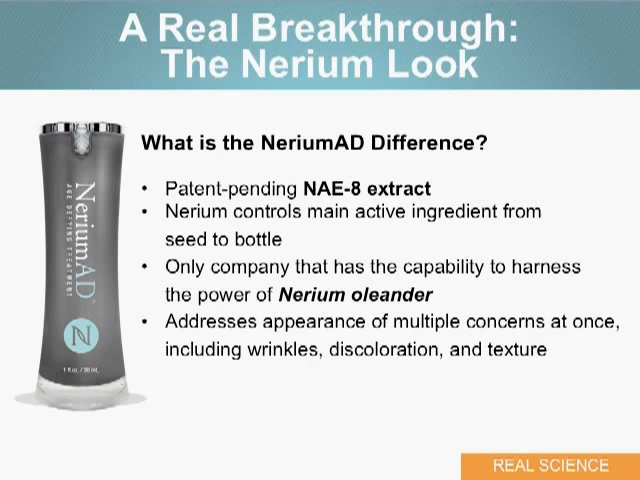 A Real Breakthrough:
The Nerium Look
What is the NeriumAD Difference?
• Patent-pending NAE-8 extract
• Nerium controls main active ingredient from
seed to bottle
• Only company that has the capability to harness
the power of Nerium oleander
• Addresses appearance of multiple concerns at once,
including wrinkles, discoloration, and texture
NeriumAD
AGE DEFYING TREATMENT
N
1 fl oz. / 30 mL
REAL SCIENCE